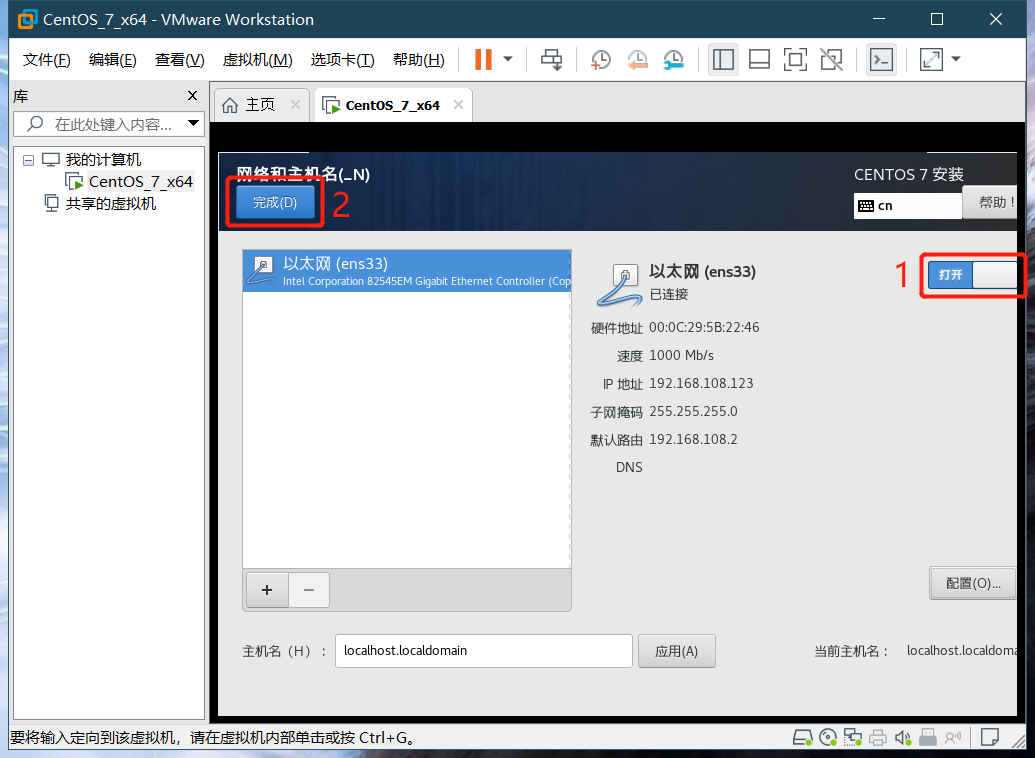 CentOS_7_x64 - VMware Workstation
文件(F) 编辑(E) 查看(V) 虚拟机(M) 选项卡(T) 帮助(H)
库
主页
CentOS_7_x64
在此处键入内容...
我的计算机
CentOS_7_x64
共享的虚拟机
网络和主机名(_N)
CENTOS 7 安装
完成(D)
2
cn
帮助！
以太网 (ens33)
Intel Corporation 82545EM Gigabit Ethernet Controller (Cop
以太网 (ens33)
已连接
1
打开
硬件地址 00:0C:29:5B:22:46
速度 1000 Mb/s
IP 地址 192.168.108.123
子网掩码 255.255.255.0
默认路由 192.168.108.2
DNS
+ −
配置(O)...
主机名（H）： localhost.localdomain 应用(A) 当前主机名： localhost.localdoma
要将输入定向到该虚拟机，请在虚拟机内部单击或按 Ctrl+G。